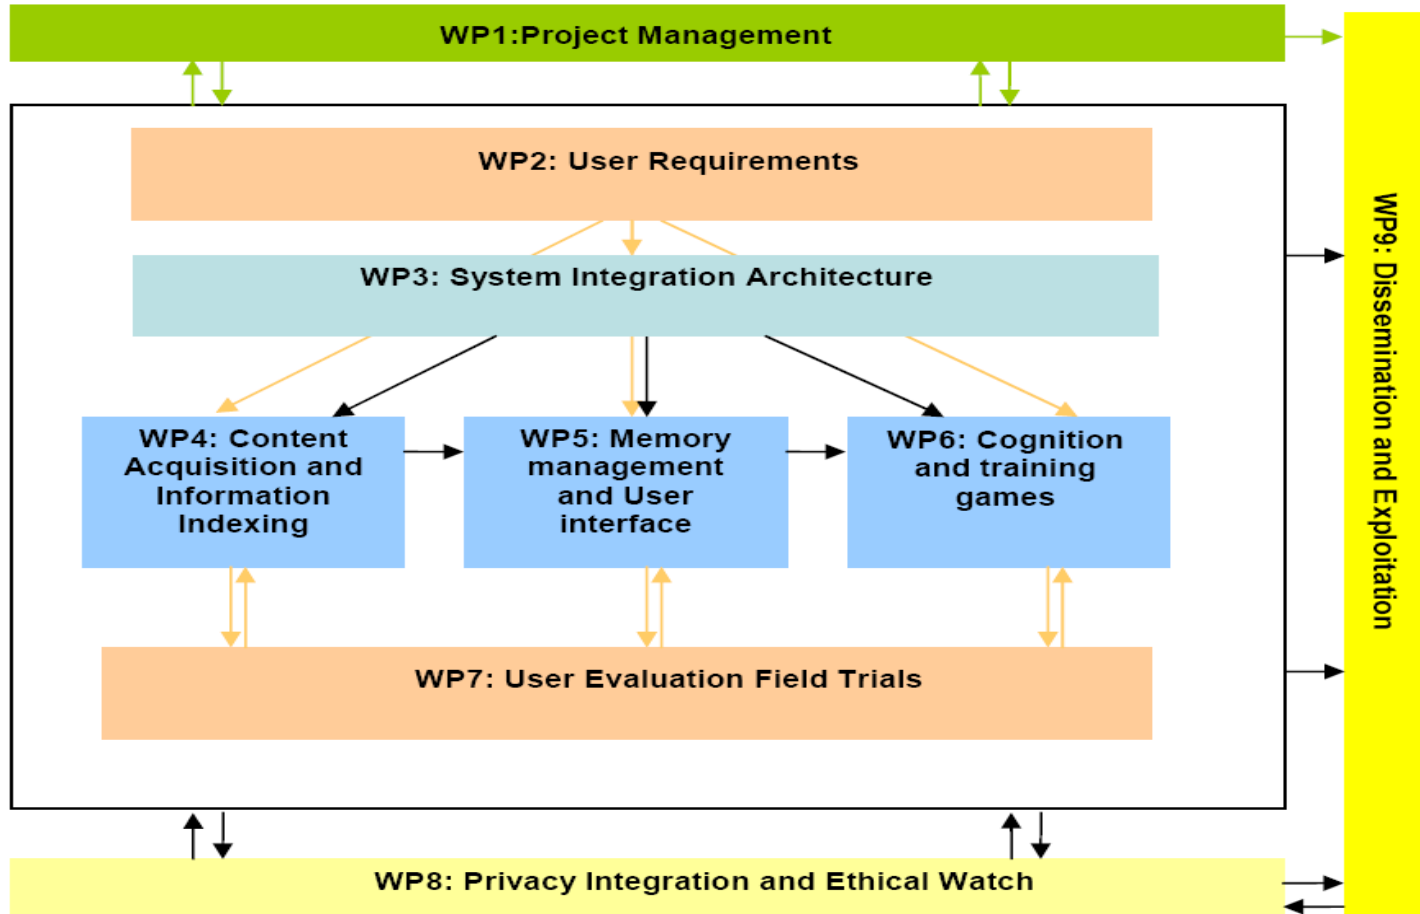 WP1:Project Management
WP2: User Requirements
WP3: System Integration Architecture
WP4: Content
Acquisition and
Information
Indexing
WP5: Memory
management
and User
interface
WP6: Cognition
and training
games
WP7: User Evaluation Field Trials
WP8: Privacy Integration and Ethical Watch
WP9: Dissemination and Exploitation